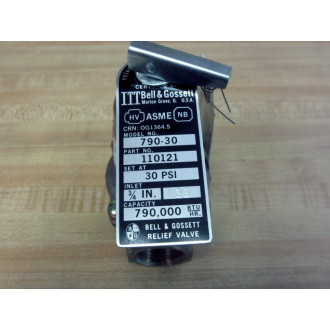 ITT Bell & Gossett
Morton Grove, IL U.S.A.
HV ASME NB
CRN: OG1364.5
MODEL NO.
790-30
PART NO.
110121
SET AT
30 PSI
INLET
¾ IN.
CAPACITY
790,000 BTU HR.
BELL & GOSSETT
RELIEF VALVE